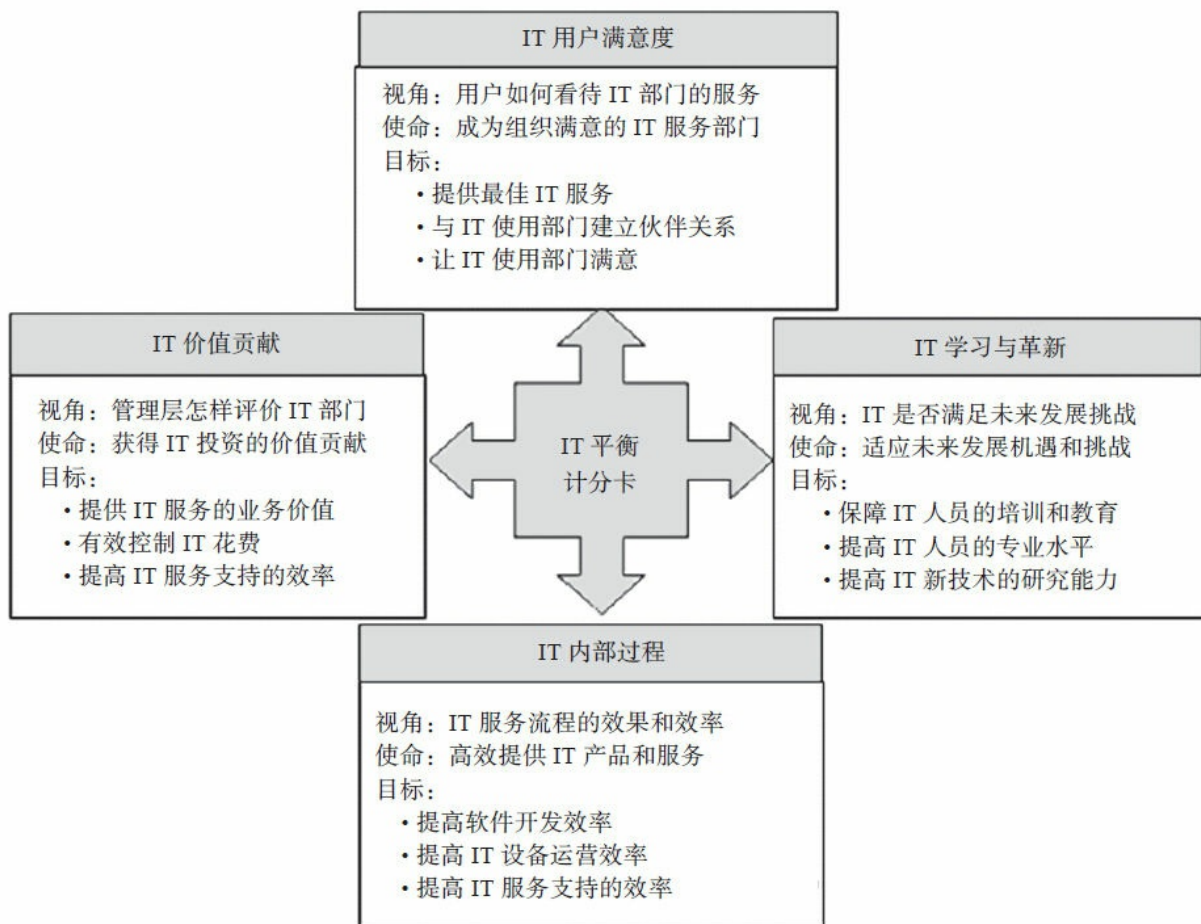 IT 用户满意度
视角：用户如何看待 IT 部门的服务
使命：成为组织满意的 IT 服务部门
目标：
• 提供最佳 IT 服务
• 与 IT 使用部门建立伙伴关系
• 让 IT 使用部门满意
IT 价值贡献
视角：管理层怎样评价 IT 部门
使命：获得 IT 投资的价值贡献
目标：
• 提供 IT 服务的业务价值
• 有效控制 IT 花费
• 提高 IT 服务支持的效率
IT 平衡
计分卡
IT 学习与革新
视角：IT 是否满足未来发展挑战
使命：适应未来发展机遇和挑战
目标：
• 保障 IT 人员的培训和教育
• 提高 IT 人员的专业水平
• 提高 IT 新技术的研究能力
IT 内部过程
视角：IT 服务流程的效果和效率
使命：高效提供 IT 产品和服务
目标：
• 提高软件开发效率
• 提高 IT 设备运营效率
• 提高 IT 服务支持的效率